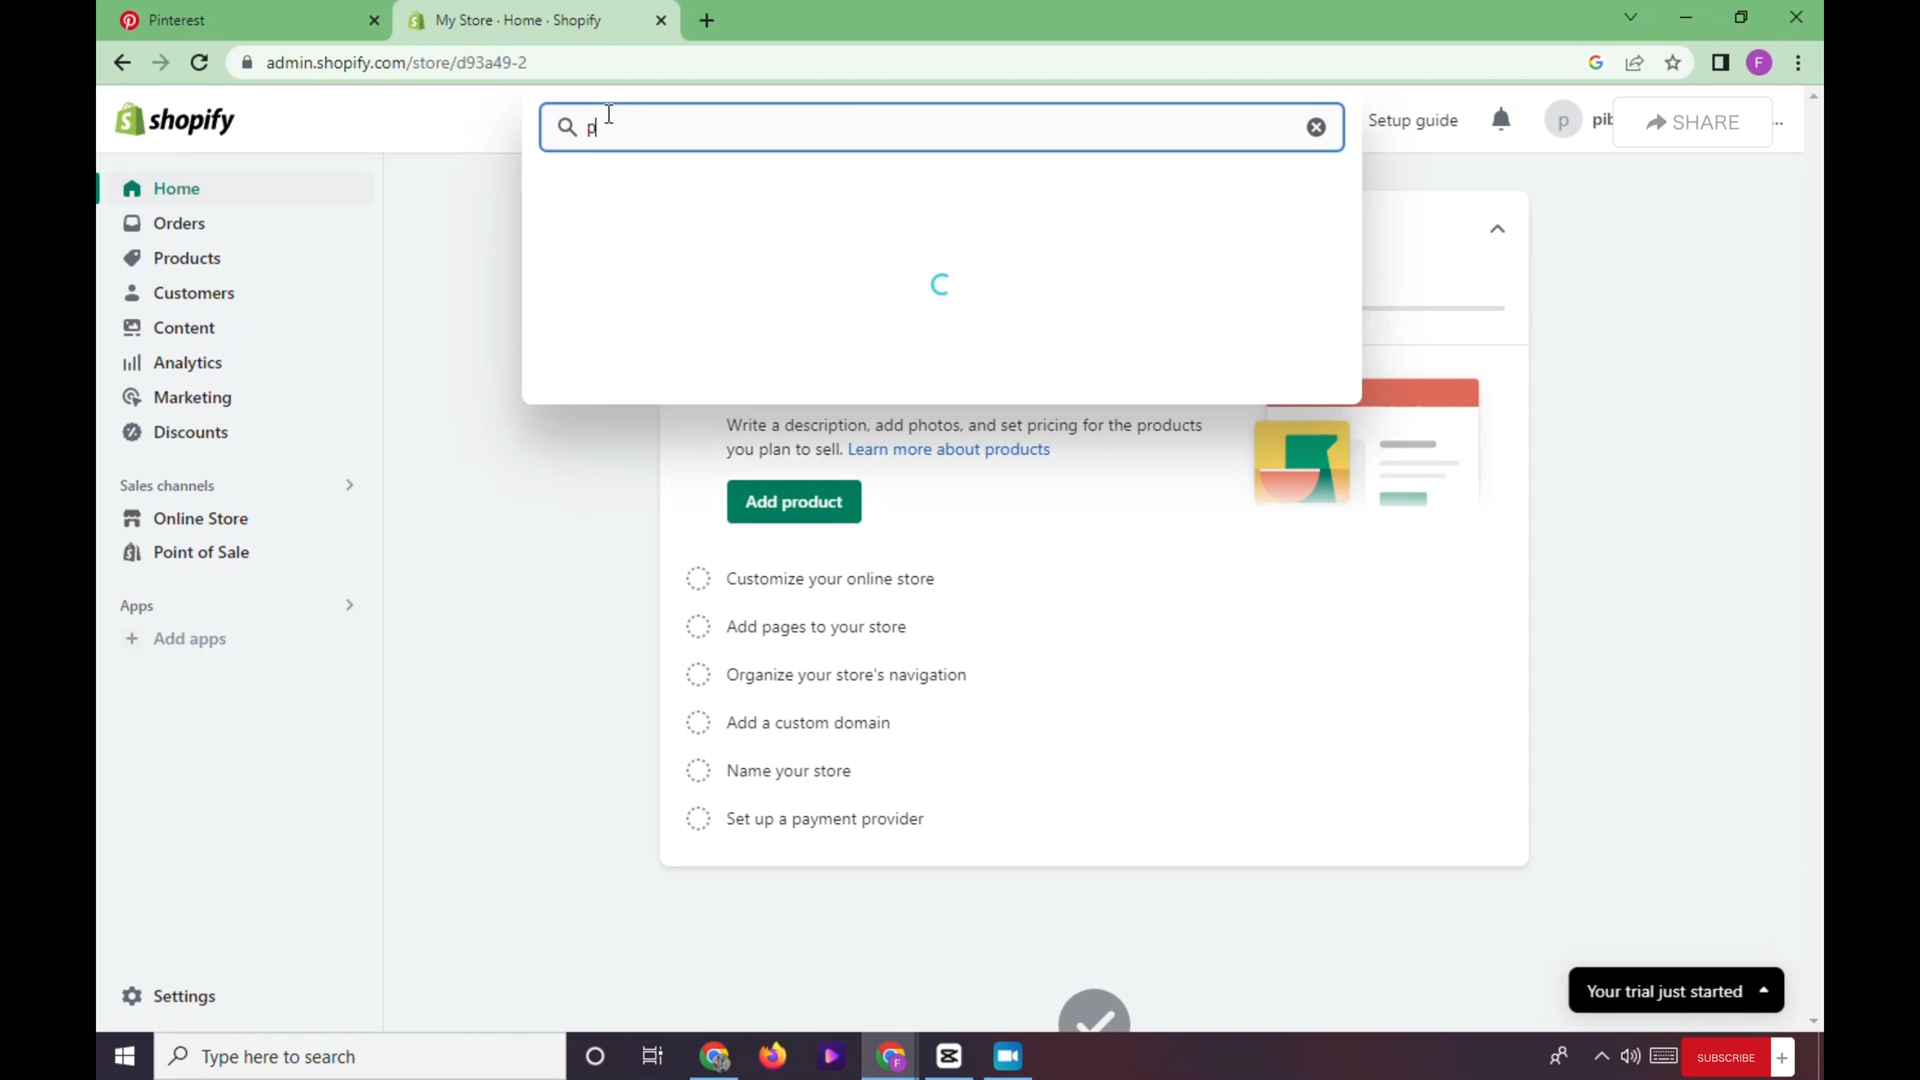 Pinterest
My Store · Home · Shopify
admin.shopify.com/store/d93a49-2
F
shopify
p
Setup guide
p
pib
SHARE
...
Home
Orders
Products
Customers
Content
Analytics
Marketing
Discounts
Sales channels
Online Store
Point of Sale
Apps
Add apps
Settings
Write a description, add photos, and set pricing for the products
you plan to sell. Learn more about products
Add product
Customize your online store
Add pages to your store
Organize your store's navigation
Add a custom domain
Name your store
Set up a payment provider
Your trial just started
Type here to search
SUBSCRIBE